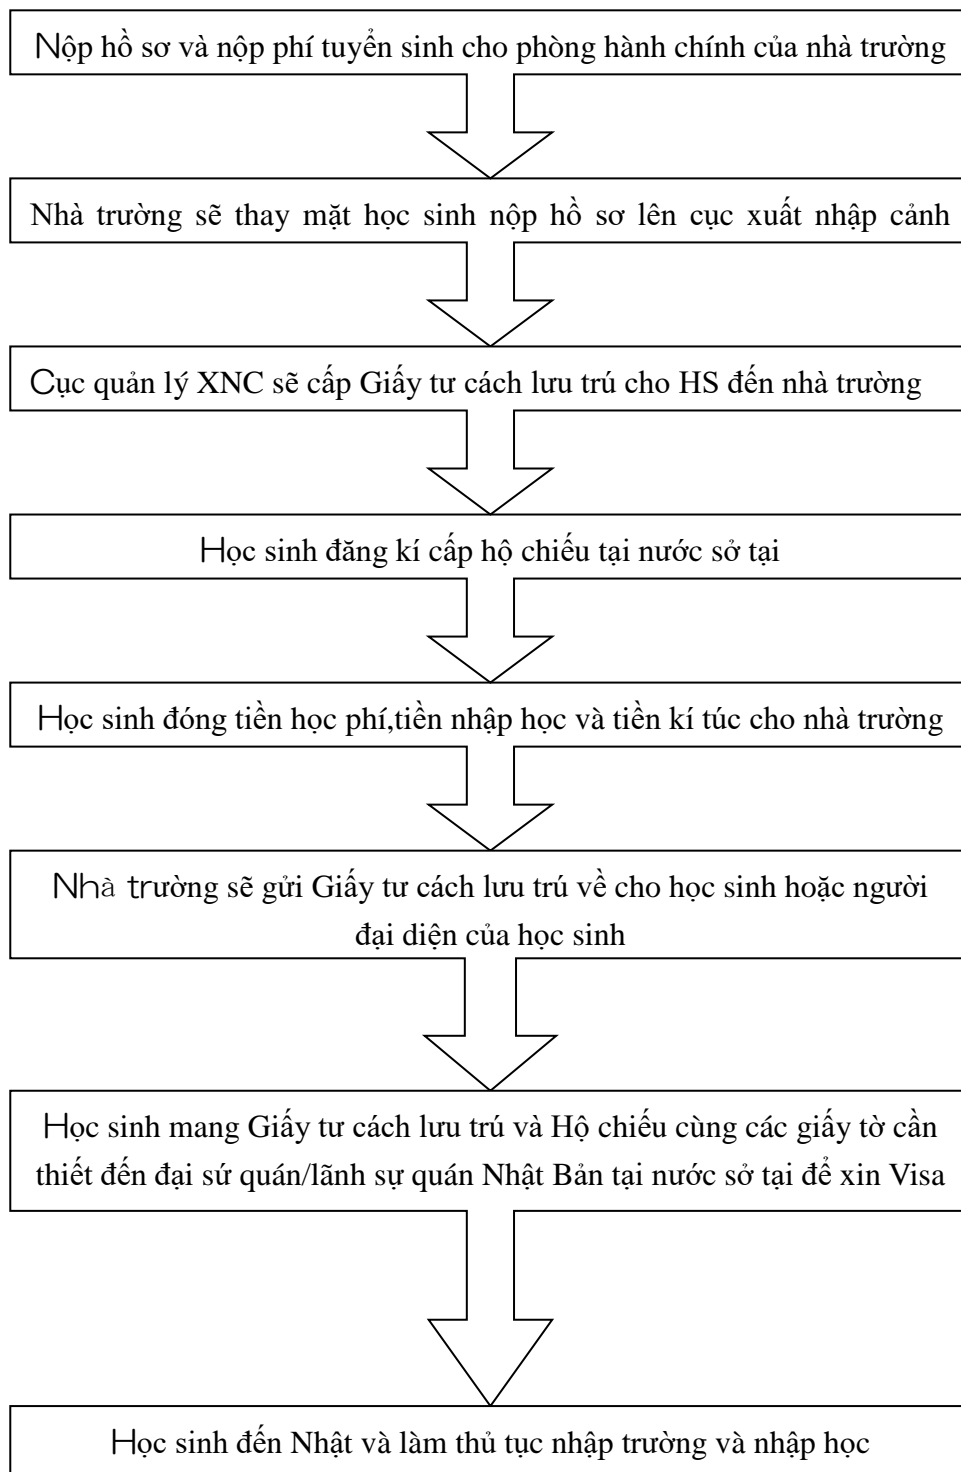 Nộp hồ sơ và nộp phí tuyển sinh cho phòng hành chính của nhà trường
Nhà trường sẽ thay mặt học sinh nộp hồ sơ lên cục xuất nhập cảnh
Cục quản lý XNC sẽ cấp Giấy tư cách lưu trú cho HS đến nhà trường
Học sinh đăng kí cấp hộ chiếu tại nước sở tại
Học sinh đóng tiền học phí,tiền nhập học và tiền kí túc cho nhà trường
Nhà trường sẽ gửi Giấy tư cách lưu trú về cho học sinh hoặc người
đại diện của học sinh
Học sinh mang Giấy tư cách lưu trú và Hộ chiếu cùng các giấy tờ cần
thiết đến đại sứ quán/lãnh sự quán Nhật Bản tại nước sở tại để xin Visa
Học sinh đến Nhật và làm thủ tục nhập trường và nhập học